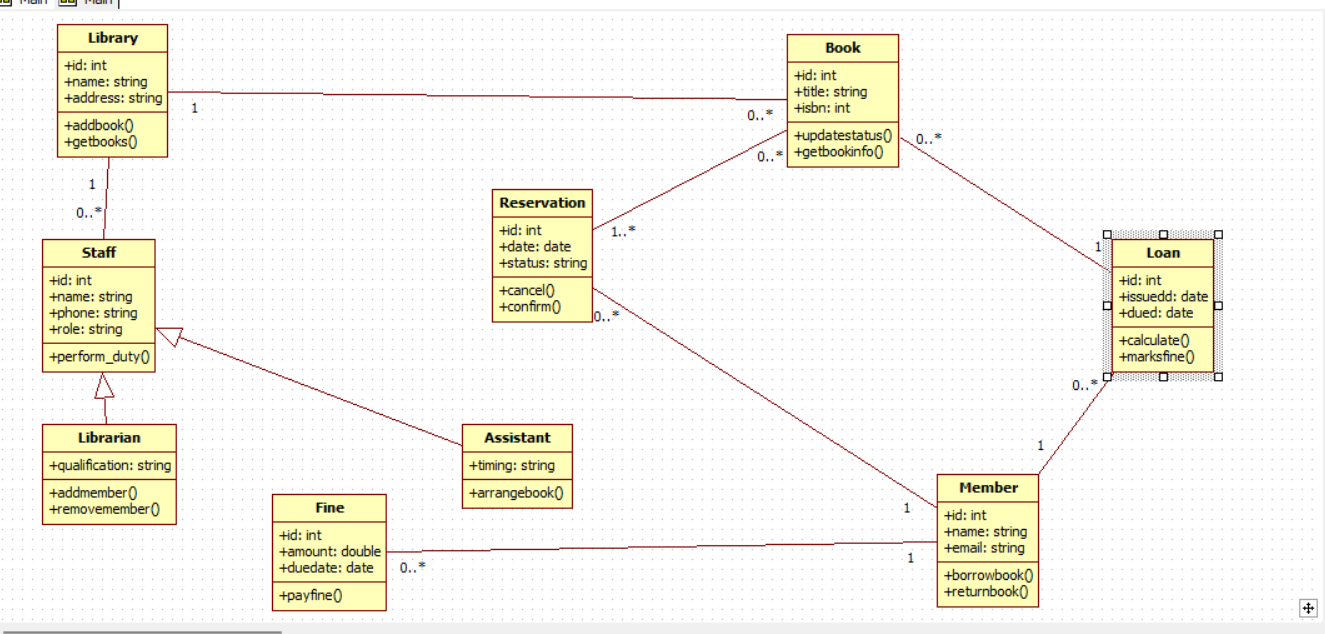 Main Main
Library
+id: int
+name: string
+address: string
+addbook()
+getbooks()
1
0..*
1
0..*
Book
+id: int
+title: string
+isbn: int
+updatestatus()
+getbookinfo()
0..*
0..*
1
Reservation
+id: int
+date: date
+status: string
+cancel()
+confirm()
1..*
0..*
Staff
+id: int
+name: string
+phone: string
+role: string
+perform_duty()
Loan
+id: int
+issuedd: date
+dued: date
+calculate()
+marksfine()
0..*
1
Librarian
+qualification: string
+addmember()
+removemember()
Assistant
+timing: string
+arrangebook()
Fine
+id: int
+amount: double
+duedate: date
+payfine()
0..*
Member
+id: int
+name: string
+email: string
+borrowbook()
+returnbook()
1
1